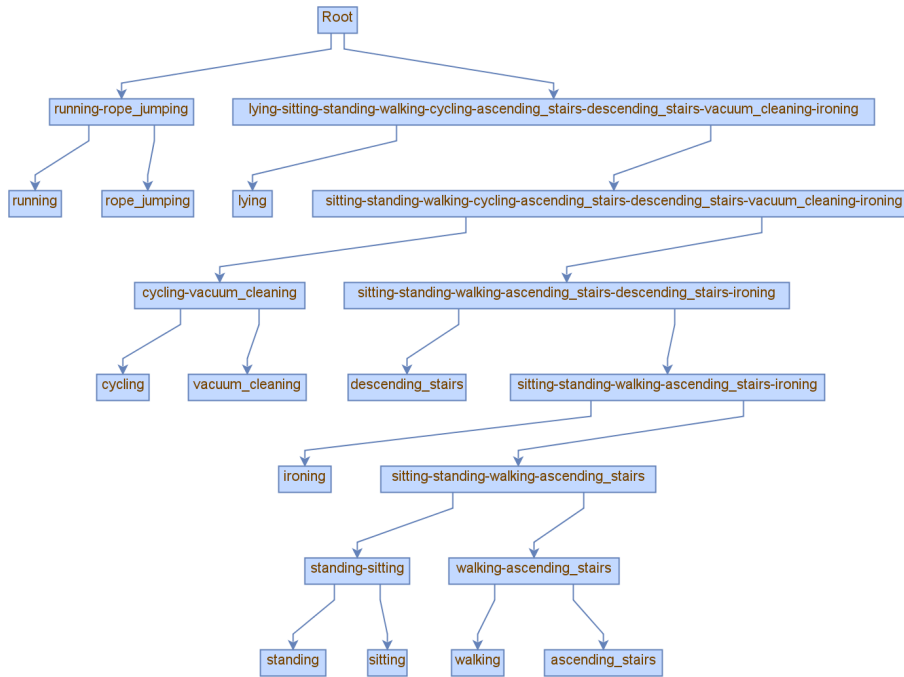 Root
running-rope_jumping
lying-sitting-standing-walking-cycling-ascending_stairs-descending_stairs-vacuum_cleaning-ironing
running
rope_jumping
lying
sitting-standing-walking-cycling-ascending_stairs-descending_stairs-vacuum_cleaning-ironing
cycling-vacuum_cleaning
sitting-standing-walking-ascending_stairs-descending_stairs-ironing
cycling
vacuum_cleaning
descending_stairs
sitting-standing-walking-ascending_stairs-ironing
ironing
sitting-standing-walking-ascending_stairs
standing-sitting
walking-ascending_stairs
standing
sitting
walking
ascending_stairs